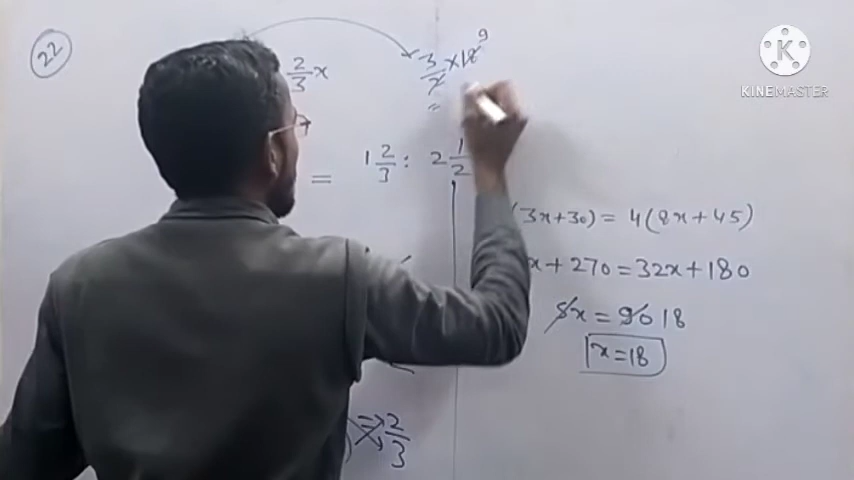 22
K
KINEMASTER
2/3 x
3/2 × 18 9
=
= 1 2/3 : 2 1/2
(3x+30) = 4(8x+45)
x + 270 = 32x + 180
5x = 90 18
x = 18
) 2/3